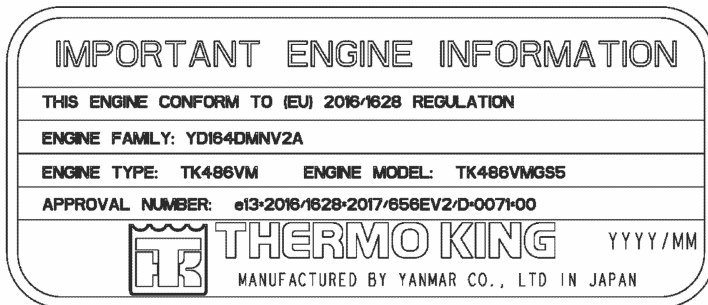 IMPORTANT ENGINE INFORMATION
THIS ENGINE CONFORM TO (EU) 2016/1628 REGULATION
ENGINE FAMILY: YD164DMNV2A
ENGINE TYPE: TK486VM ENGINE MODEL: TK486VMGS5
APPROVAL NUMBER: e13*2016/1628*2017/656EV2/D*0071*00
TK THERMO KING YYYY/MM
MANUFACTURED BY YANMAR CO., LTD IN JAPAN